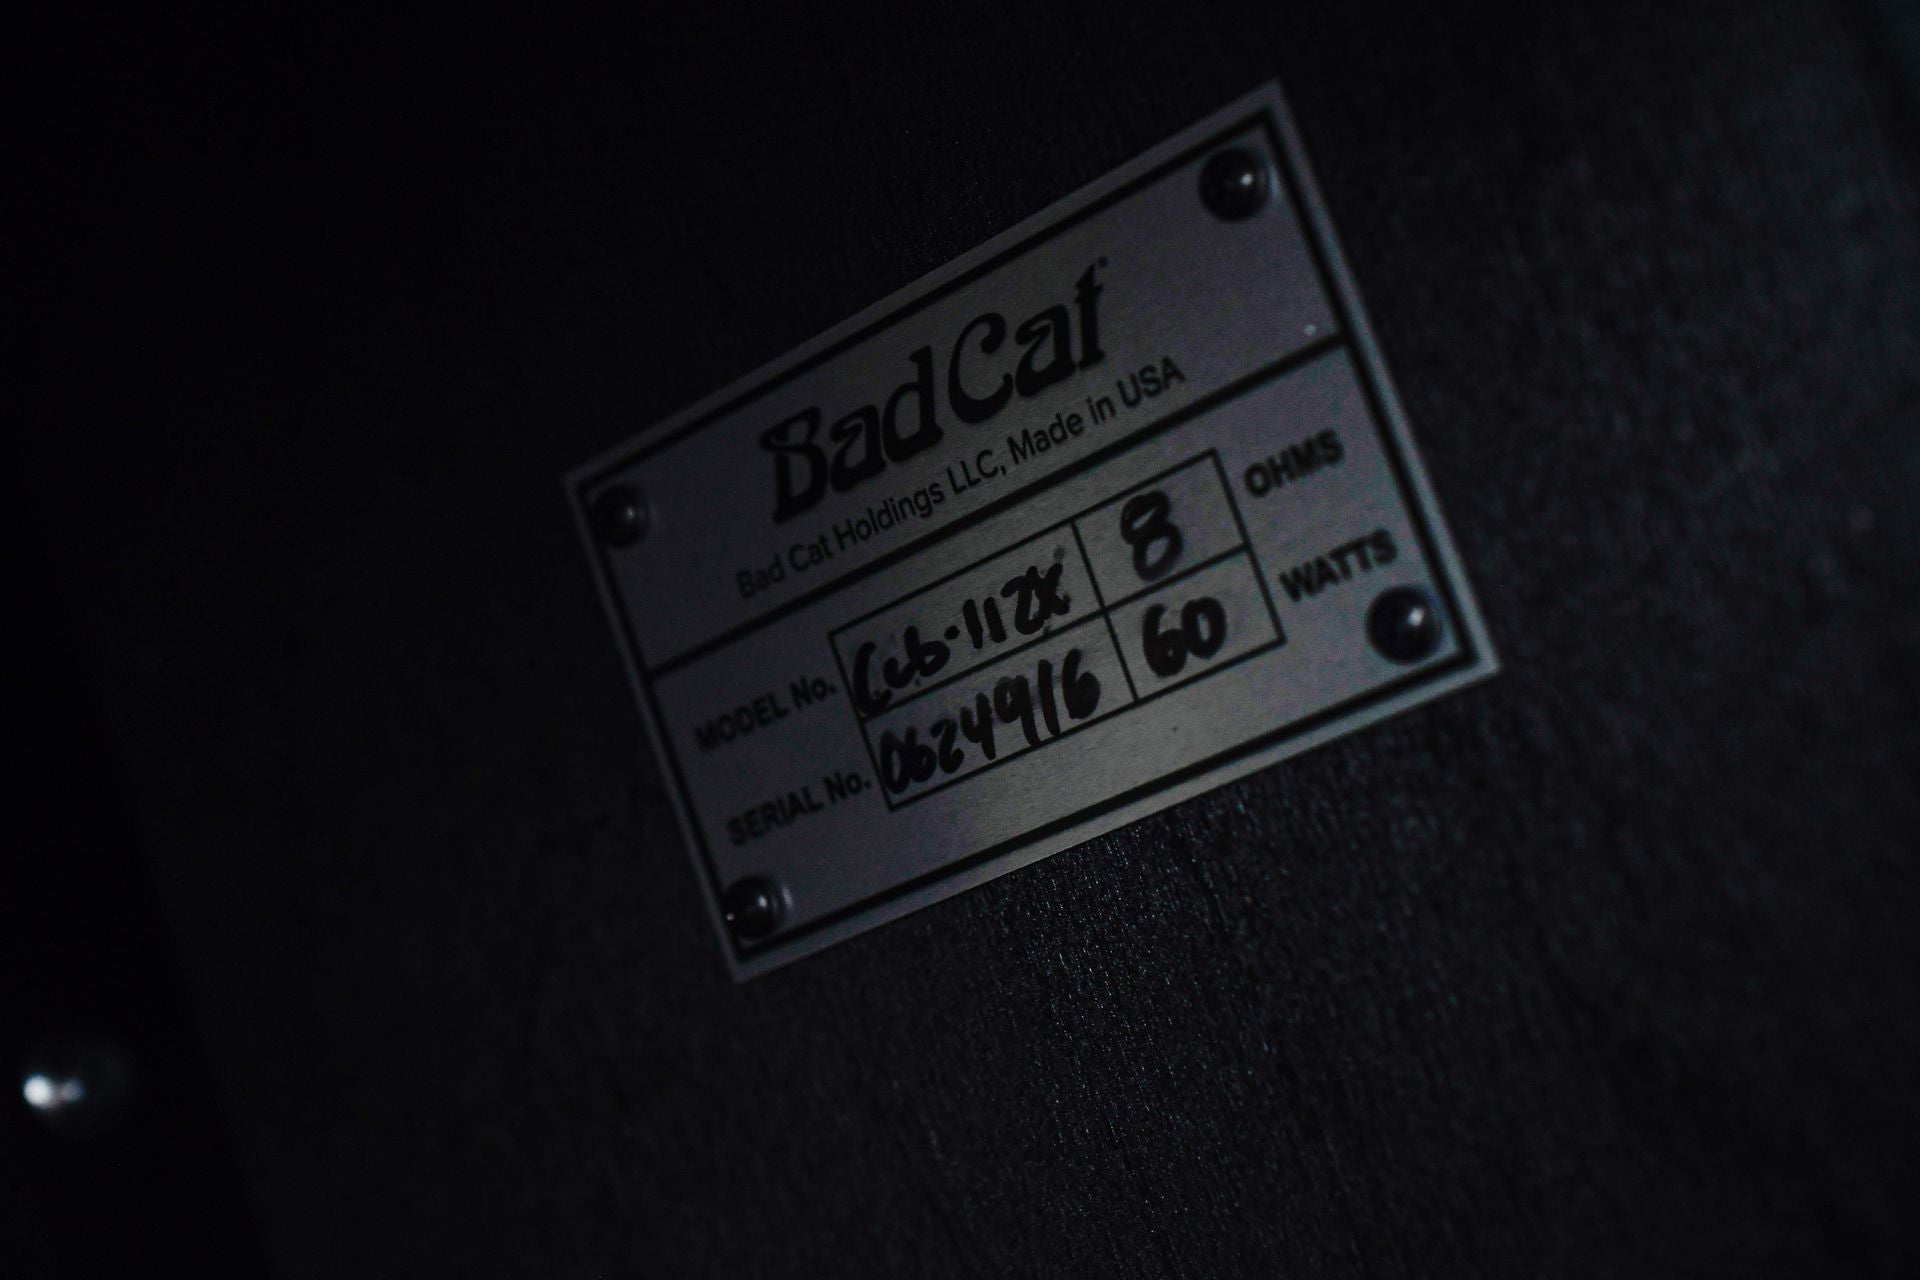 Bad Cat
Bad Cat Holdings LLC, Made in USA
MODEL No. Cub-112X 8 OHMS
SERIAL No. 0624916 60 WATTS